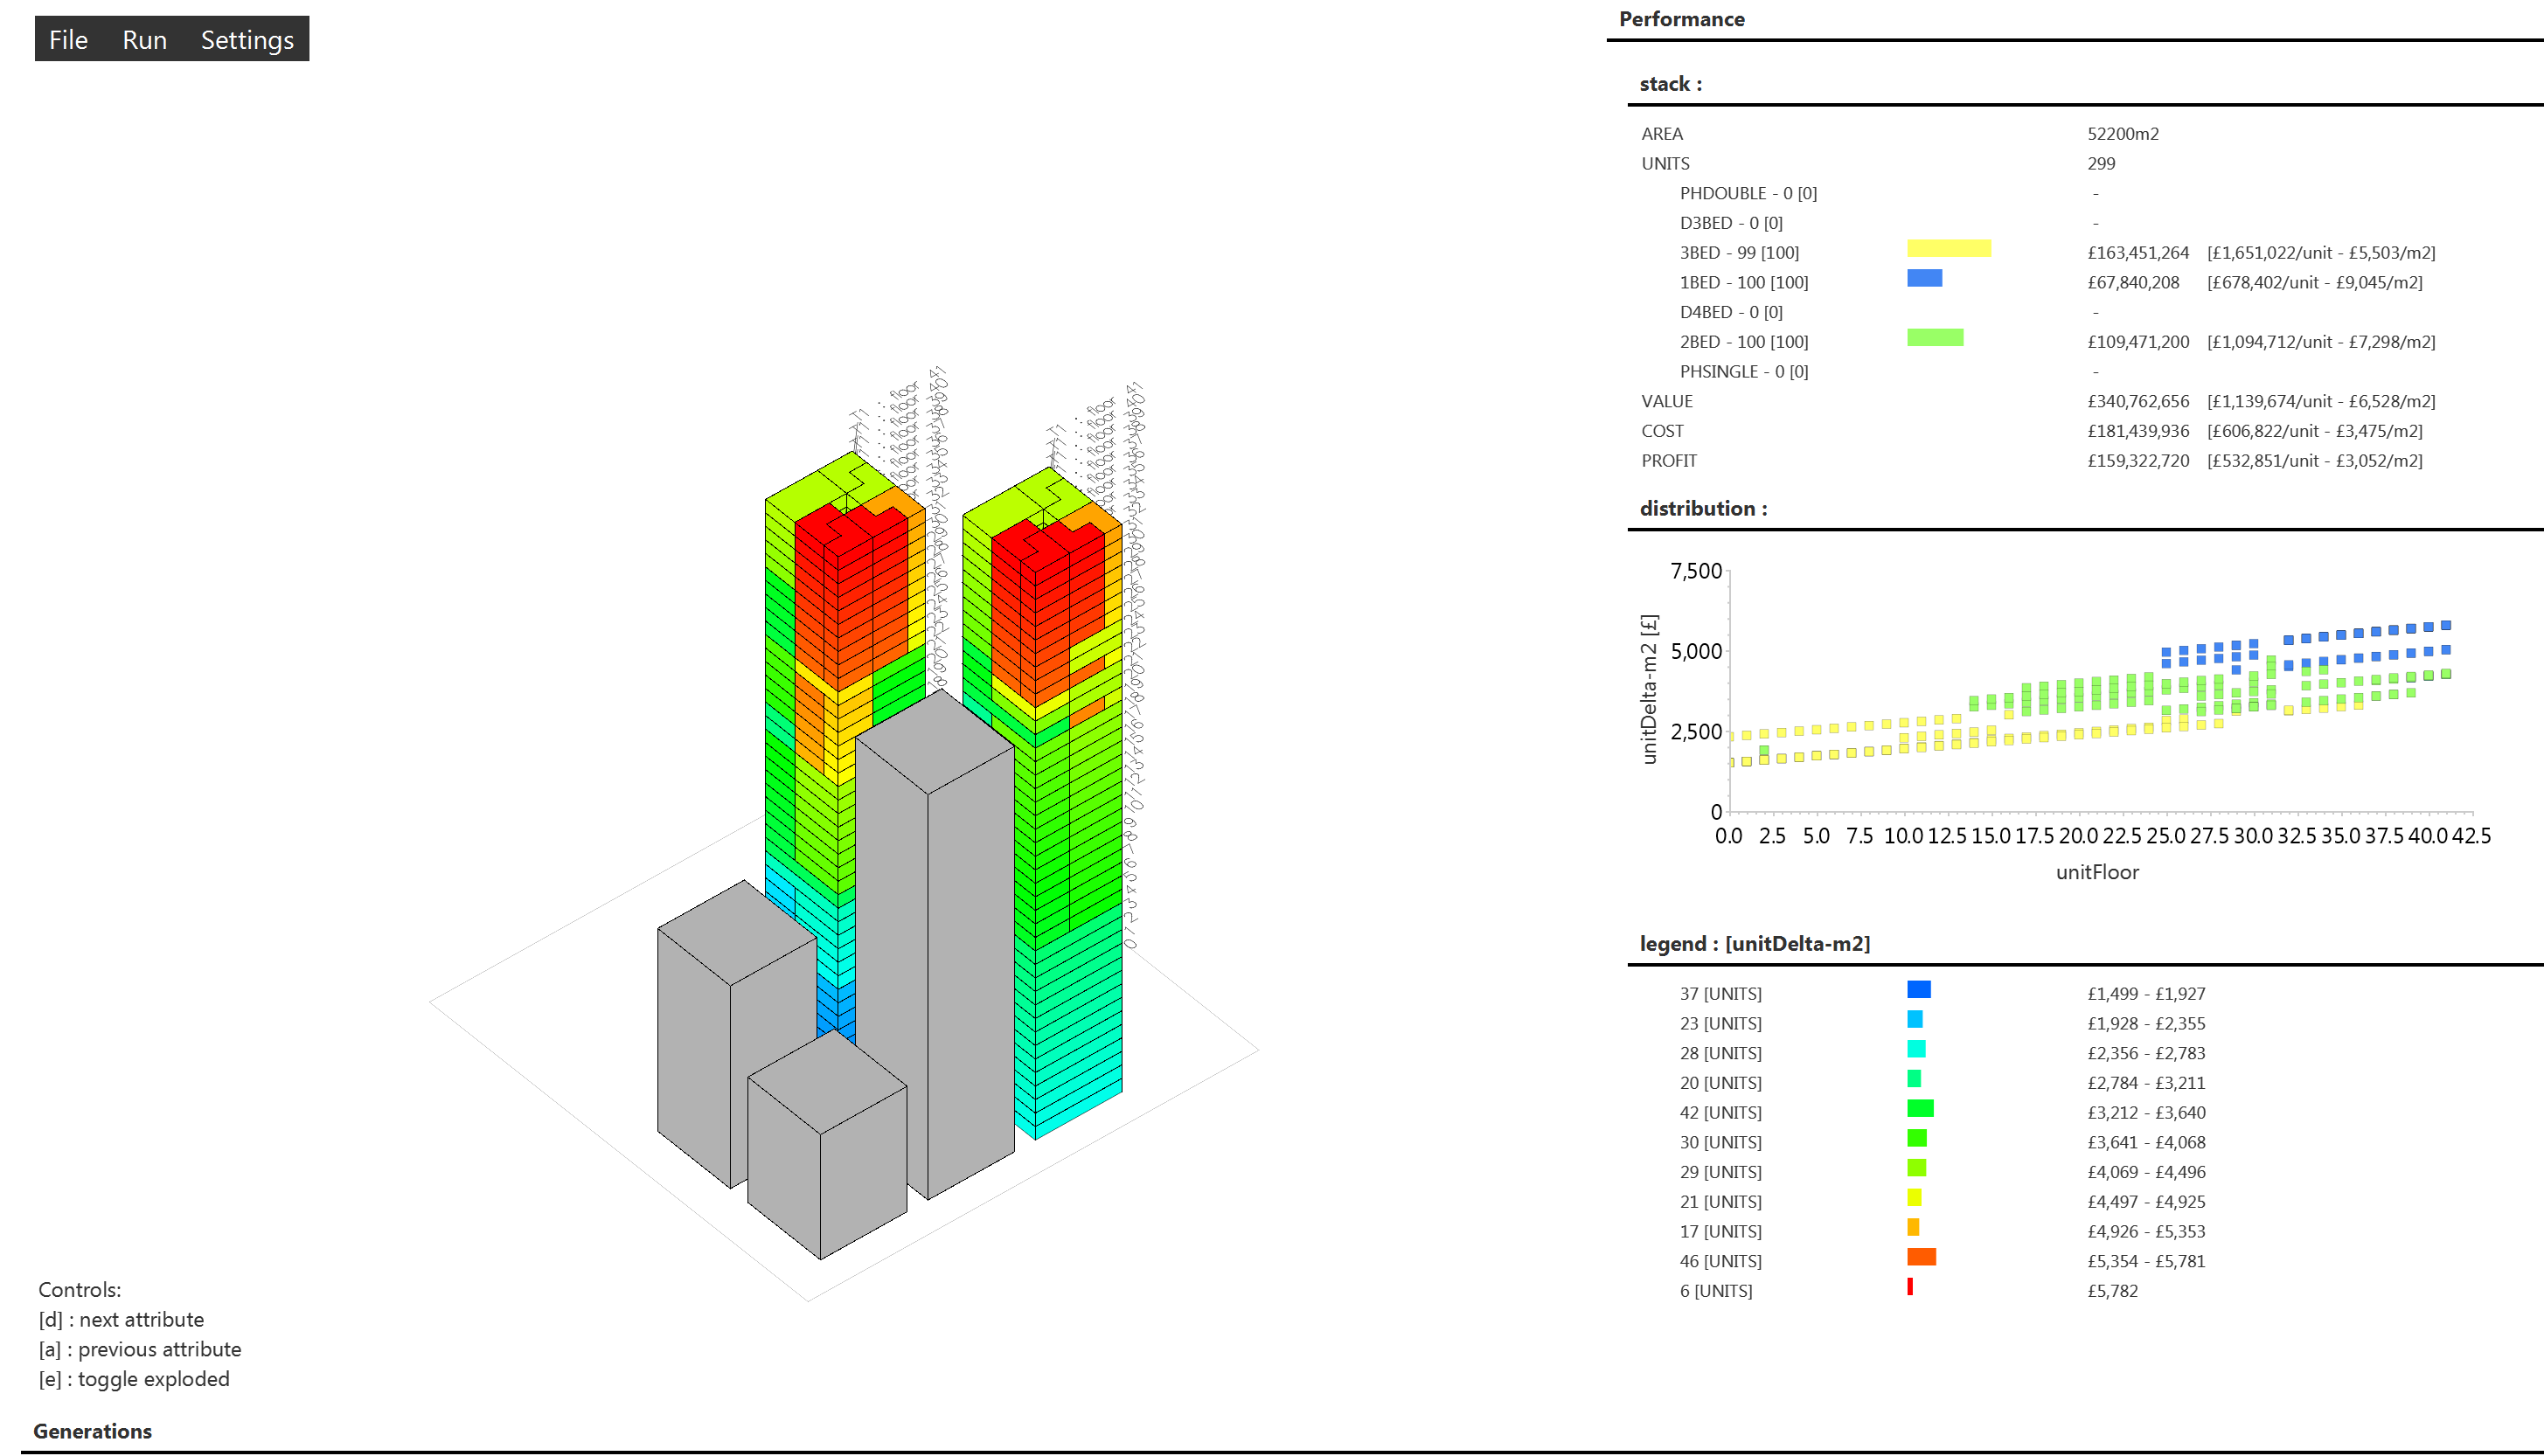 File Run Settings
Performance
stack :
AREA 52200m2
UNITS 299
PHDOUBLE - 0 [0] -
D3BED - 0 [0] -
3BED - 99 [100] £163,451,264 [£1,651,022/unit - £5,503/m2]
1BED - 100 [100] £67,840,208 [£678,402/unit - £9,045/m2]
D4BED - 0 [0] -
2BED - 100 [100] £109,471,200 [£1,094,712/unit - £7,298/m2]
PHSINGLE - 0 [0] -
VALUE £340,762,656 [£1,139,674/unit - £6,528/m2]
COST £181,439,936 [£606,822/unit - £3,475/m2]
PROFIT £159,322,720 [£532,851/unit - £3,052/m2]
distribution :
unitDelta-m2 [£]
7,500
5,000
2,500
0
0.0 2.5 5.0 7.5 10.0 12.5 15.0 17.5 20.0 22.5 25.0 27.5 30.0 32.5 35.0 37.5 40.0 42.5
unitFloor
legend : [unitDelta-m2]
37 [UNITS] £1,499 - £1,927
23 [UNITS] £1,928 - £2,355
28 [UNITS] £2,356 - £2,783
20 [UNITS] £2,784 - £3,211
42 [UNITS] £3,212 - £3,640
30 [UNITS] £3,641 - £4,068
29 [UNITS] £4,069 - £4,496
21 [UNITS] £4,497 - £4,925
17 [UNITS] £4,926 - £5,353
46 [UNITS] £5,354 - £5,781
6 [UNITS] £5,782
Controls:
[d] : next attribute
[a] : previous attribute
[e] : toggle exploded
Generations